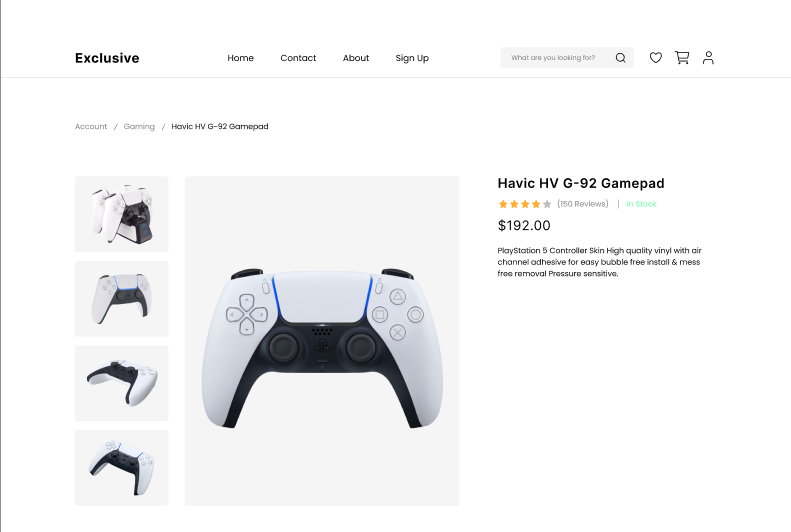 Exclusive
Home
Contact
About
Sign Up
What are you looking for?
Account / Gaming / Havic HV G-92 Gamepad
Havic HV G-92 Gamepad
(150 Reviews) | In Stock
$192.00
PlayStation 5 Controller Skin High quality vinyl with air
channel adhesive for easy bubble free install & mess
free removal Pressure sensitive.